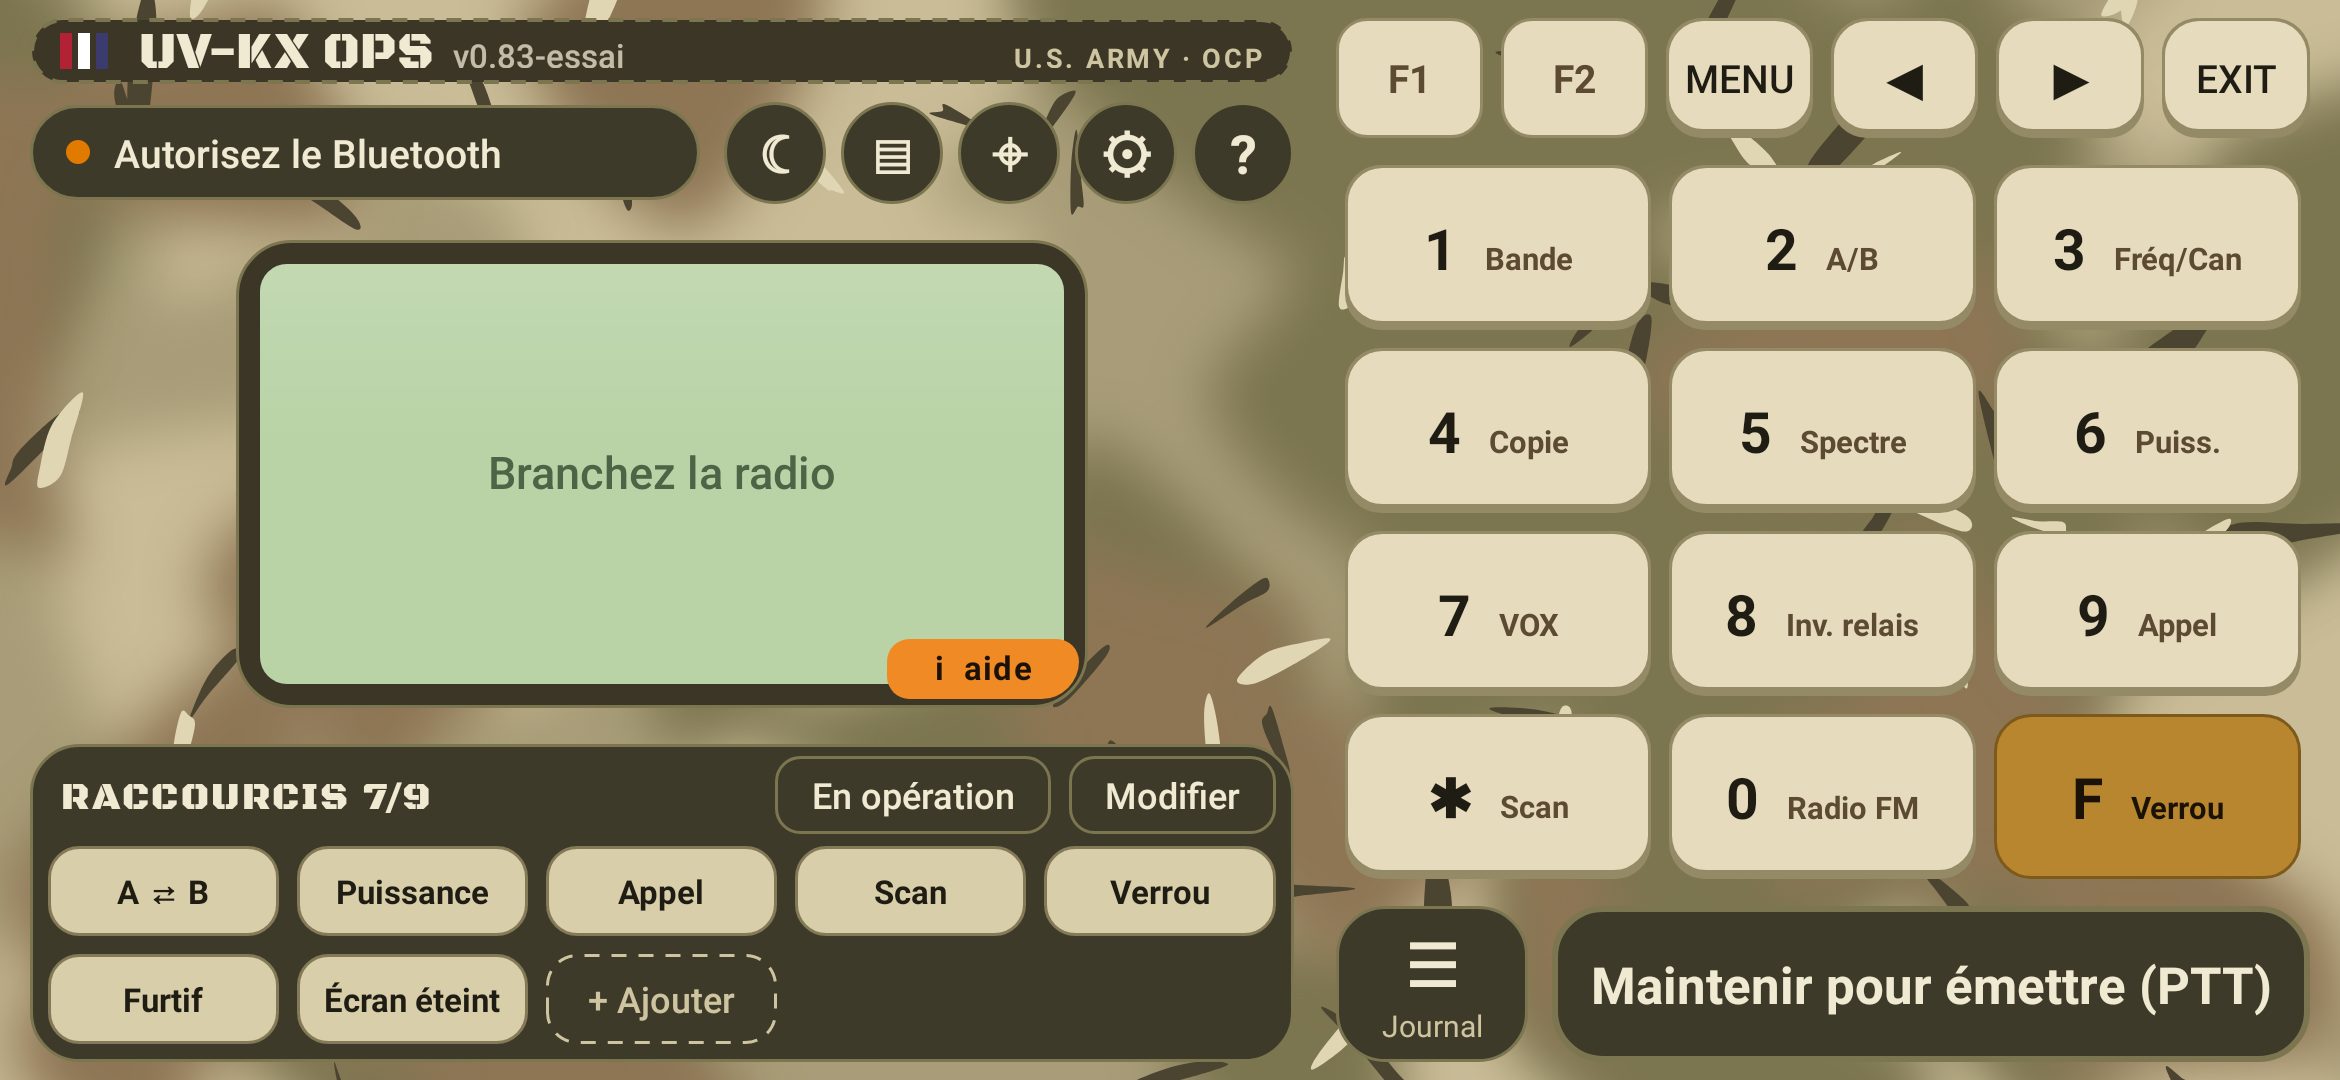 UV-KX OPS v0.83-essai U.S. ARMY · OCP
Autorisez le Bluetooth
?
Branchez la radio
i aide
RACCOURCIS 7/9
En opération
Modifier
A ⇄ B
Puissance
Appel
Scan
Verrou
Furtif
Écran éteint
+ Ajouter
F1
F2
MENU
◀
▶
EXIT
1 Bande
2 A/B
3 Fréq/Can
4 Copie
5 Spectre
6 Puiss.
7 VOX
8 Inv. relais
9 Appel
✱ Scan
0 Radio FM
F Verrou
Journal
Maintenir pour émettre (PTT)